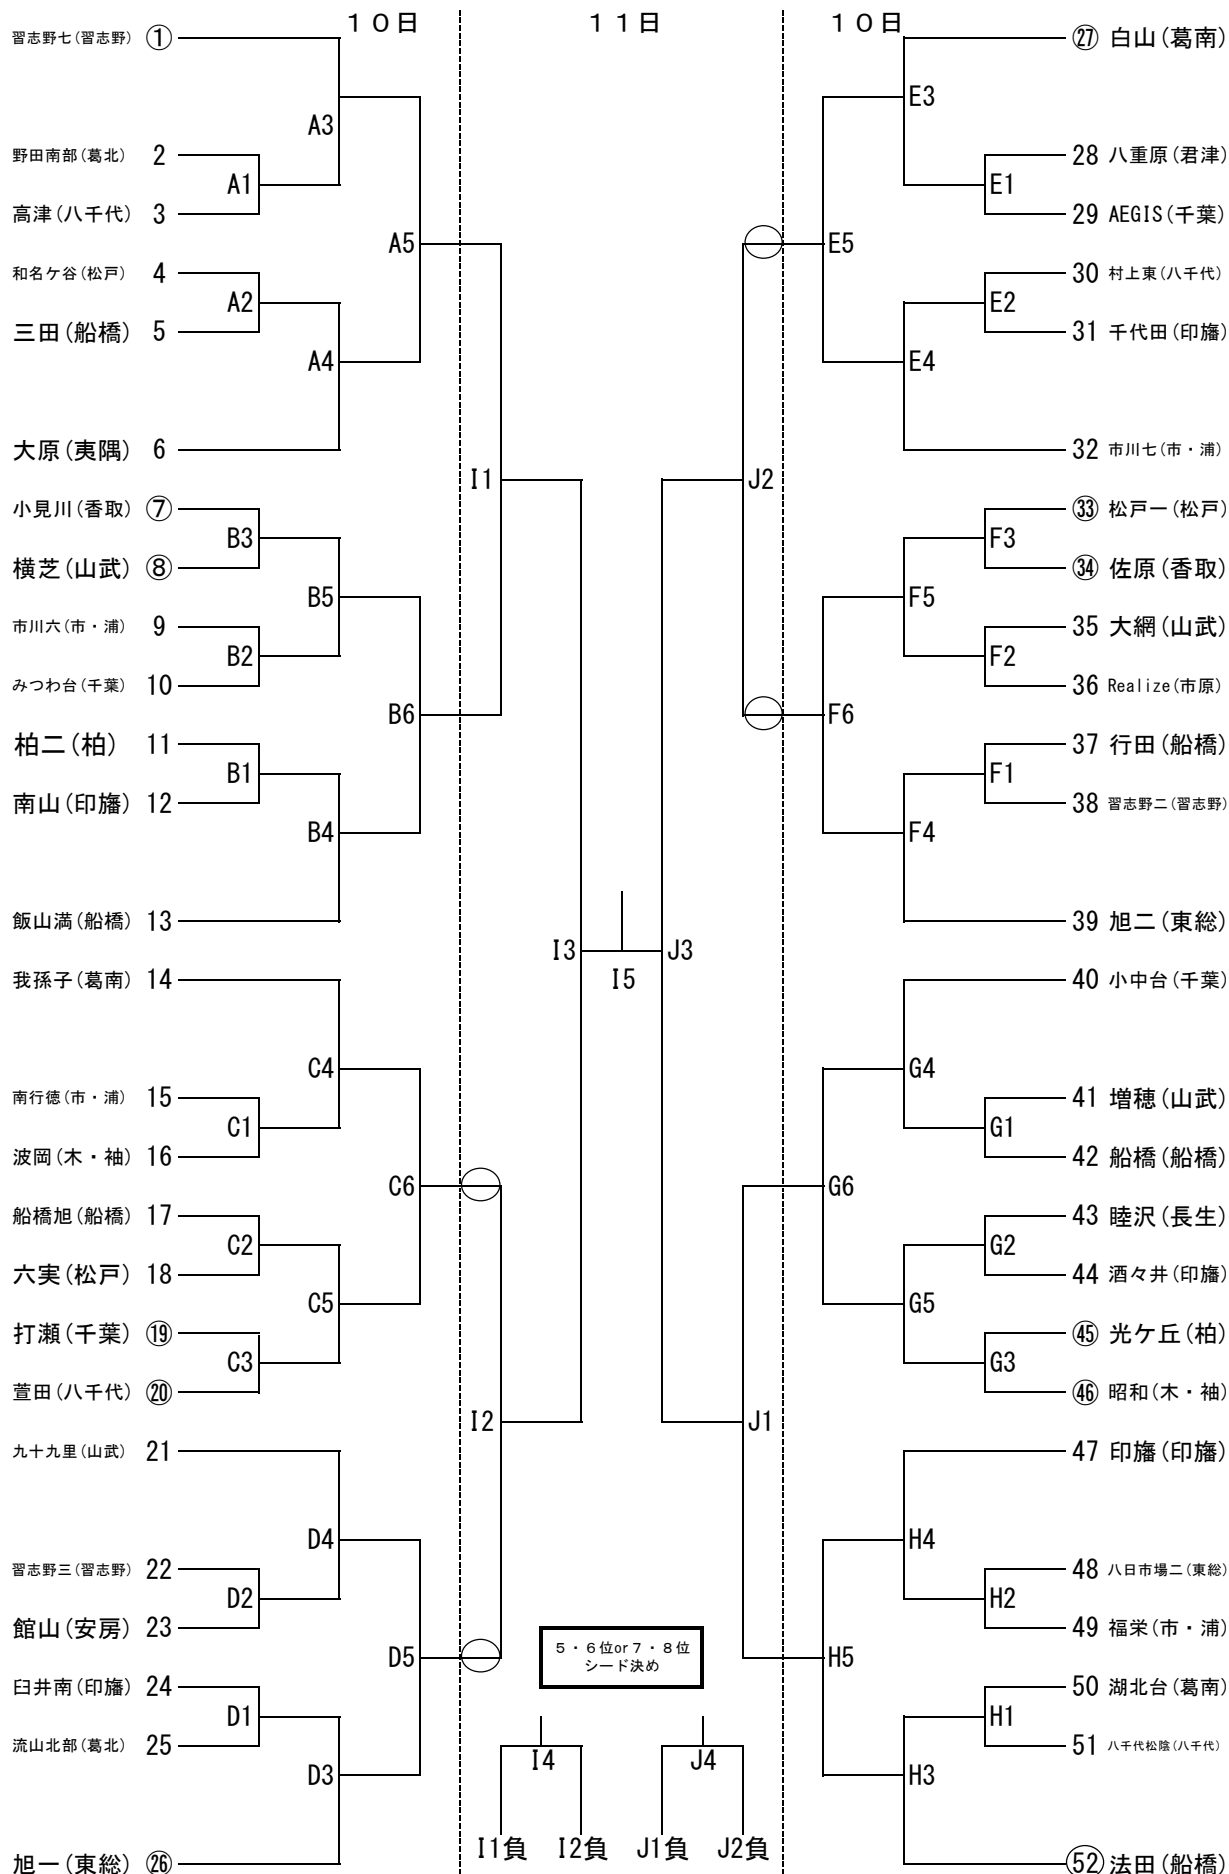 １０日
１１日
１０日
習志野七(習志野) ①
野田南部(葛北) 2
高津(八千代) 3
和名ケ谷(松戸) 4
三田(船橋) 5
大原(夷隅) 6
小見川(香取) ⑦
横芝(山武) ⑧
市川六(市・浦) 9
みつわ台(千葉) 10
柏二(柏) 11
南山(印旛) 12
飯山満(船橋) 13
我孫子(葛南) 14
南行徳(市・浦) 15
波岡(木・袖) 16
船橋旭(船橋) 17
六実(松戸) 18
打瀬(千葉) ⑲
萱田(八千代) ⑳
九十九里(山武) 21
習志野三(習志野) 22
館山(安房) 23
臼井南(印旛) 24
流山北部(葛北) 25
旭一(東総) ㉖
A1
A2
A3
A4
A5
B1
B2
B3
B4
B5
B6
C1
C2
C3
C4
C5
C6
D1
D2
D3
D4
D5
I1
I2
I3
I5
J3
J2
J1
５・６位or７・８位
シード決め
I4
J4
I1負 I2負 J1負 J2負
E1
E2
E3
E4
E5
F1
F2
F3
F4
F5
F6
G1
G2
G3
G4
G5
G6
H1
H2
H3
H4
H5
㉗ 白山(葛南)
28 八重原(君津)
29 AEGIS(千葉)
30 村上東(八千代)
31 千代田(印旛)
32 市川七(市・浦)
㉝ 松戸一(松戸)
㉞ 佐原(香取)
35 大網(山武)
36 Realize(市原)
37 行田(船橋)
38 習志野二(習志野)
39 旭二(東総)
40 小中台(千葉)
41 増穂(山武)
42 船橋(船橋)
43 睦沢(長生)
44 酒々井(印旛)
㊺ 光ケ丘(柏)
㊻ 昭和(木・袖)
47 印旛(印旛)
48 八日市場二(東総)
49 福栄(市・浦)
50 湖北台(葛南)
51 八千代松陰(八千代)
52 法田(船橋)